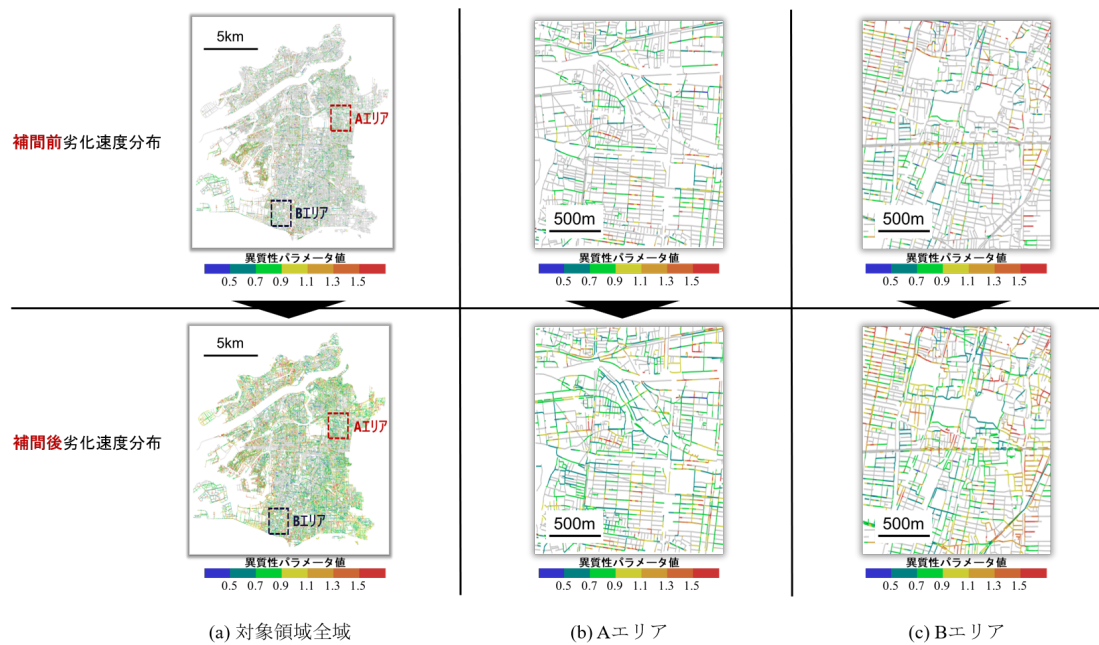 補間前劣化速度分布
5km
Aエリア
Bエリア
異質性パラメータ値
0.5 0.7 0.9 1.1 1.3 1.5
500m
異質性パラメータ値
0.5 0.7 0.9 1.1 1.3 1.5
500m
異質性パラメータ値
0.5 0.7 0.9 1.1 1.3 1.5
補間後劣化速度分布
5km
Aエリア
Bエリア
異質性パラメータ値
0.5 0.7 0.9 1.1 1.3 1.5
500m
異質性パラメータ値
0.5 0.7 0.9 1.1 1.3 1.5
500m
異質性パラメータ値
0.5 0.7 0.9 1.1 1.3 1.5
(a) 対象領域全域
(b) Aエリア
(c) Bエリア